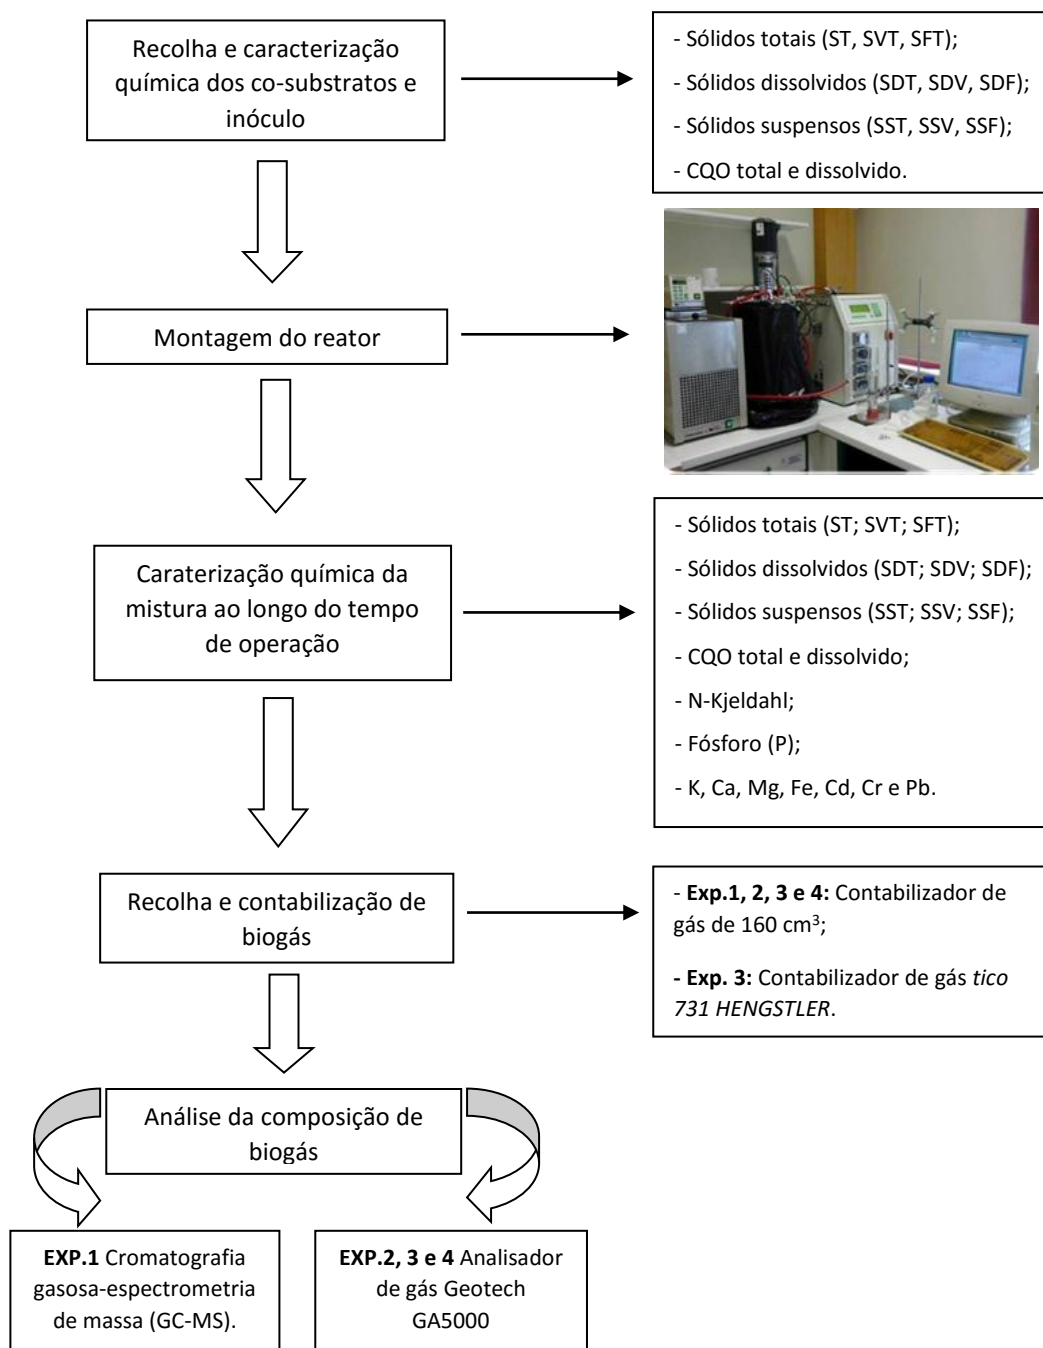 Recolha e caracterização
química dos co-substratos e
inóculo
- Sólidos totais (ST, SVT, SFT);
- Sólidos dissolvidos (SDT, SDV, SDF);
- Sólidos suspensos (SST, SSV, SSF);
- CQO total e dissolvido.
Montagem do reator
Caraterização química da
mistura ao longo do tempo
de operação
- Sólidos totais (ST; SVT; SFT);
- Sólidos dissolvidos (SDT; SDV; SDF);
- Sólidos suspensos (SST; SSV; SSF);
- CQO total e dissolvido;
- N-Kjeldahl;
- Fósforo (P);
- K, Ca, Mg, Fe, Cd, Cr e Pb.
Recolha e contabilização de
biogás
- Exp.1, 2, 3 e 4: Contabilizador de
gás de 160 cm³;
- Exp. 3: Contabilizador de gás tico
731 HENGSTLER.
Análise da composição de
biogás
EXP.1 Cromatografia
gasosa-espectrometria
de massa (GC-MS).
EXP.2, 3 e 4 Analisador
de gás Geotech
GA5000